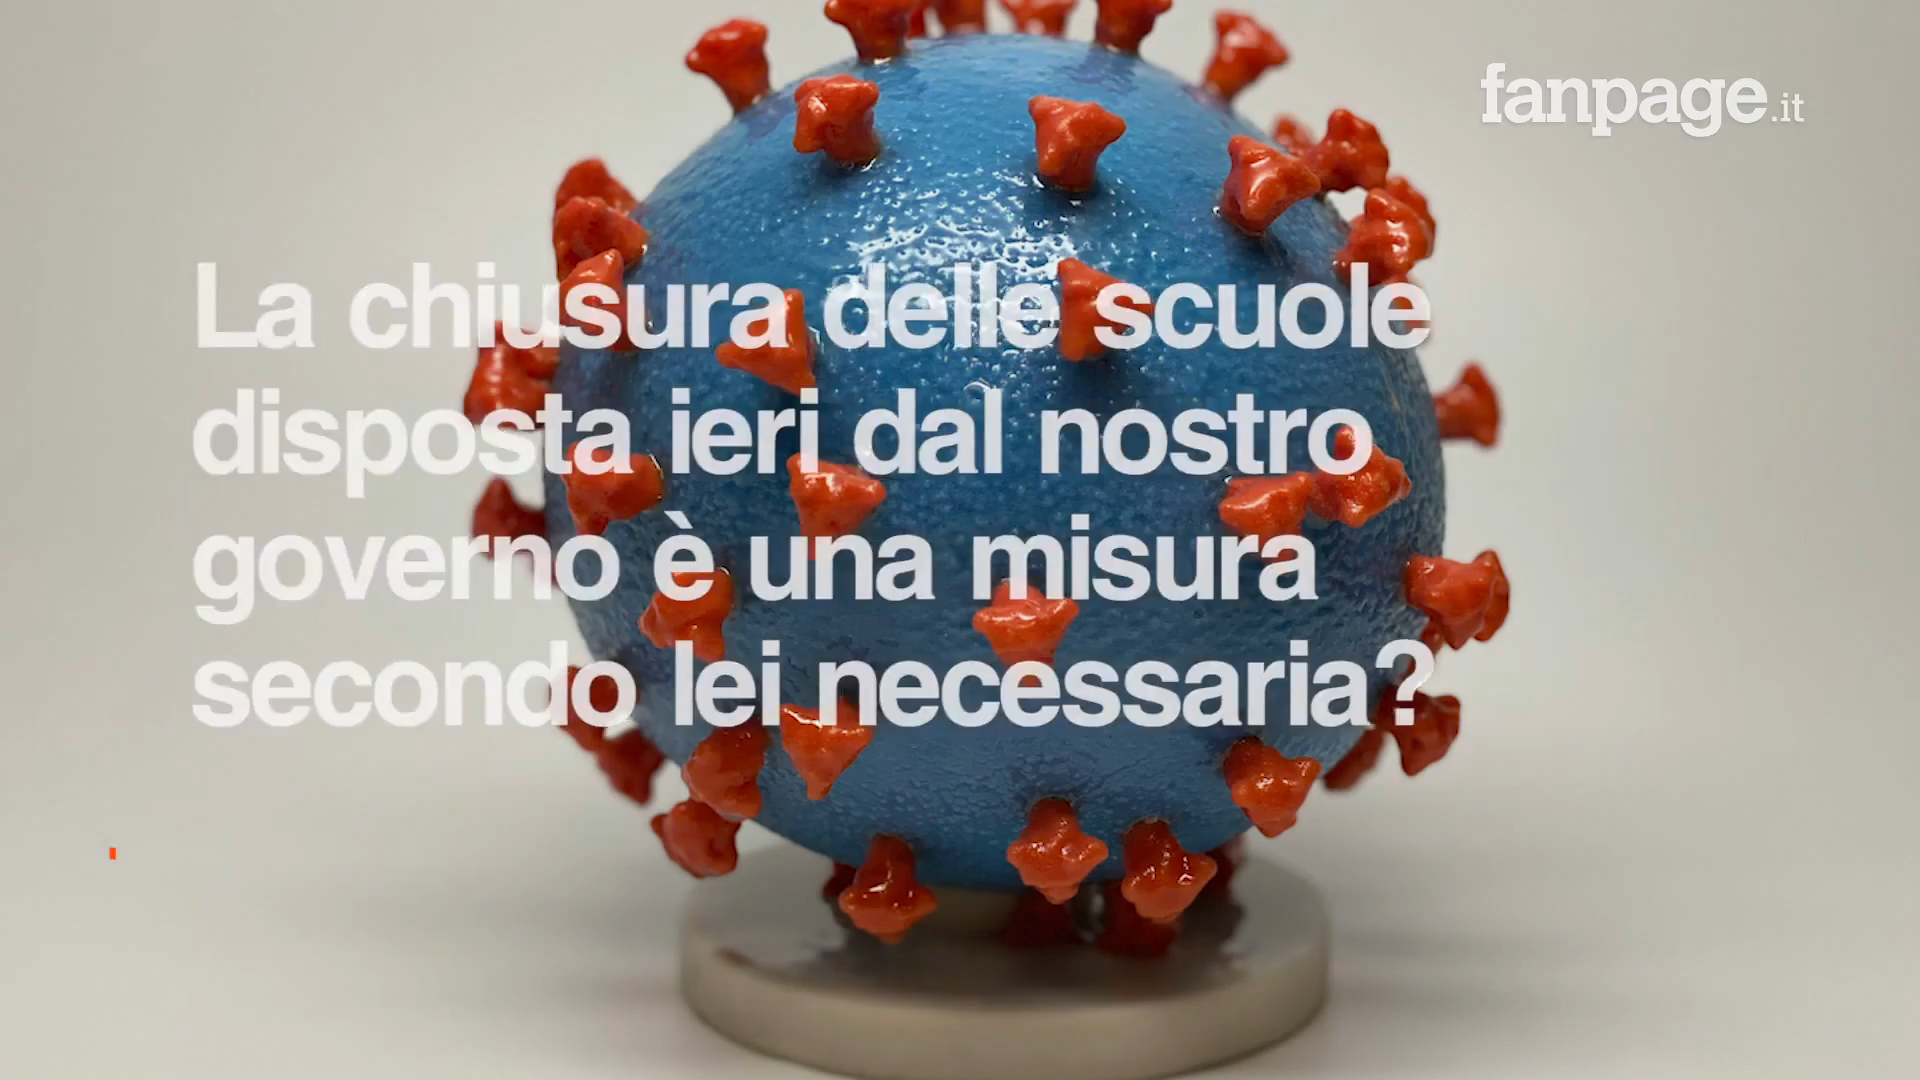 fanpage.it
La chiusura delle scuole
disposta ieri dal nostro
governo è una misura
secondo lei necessaria?